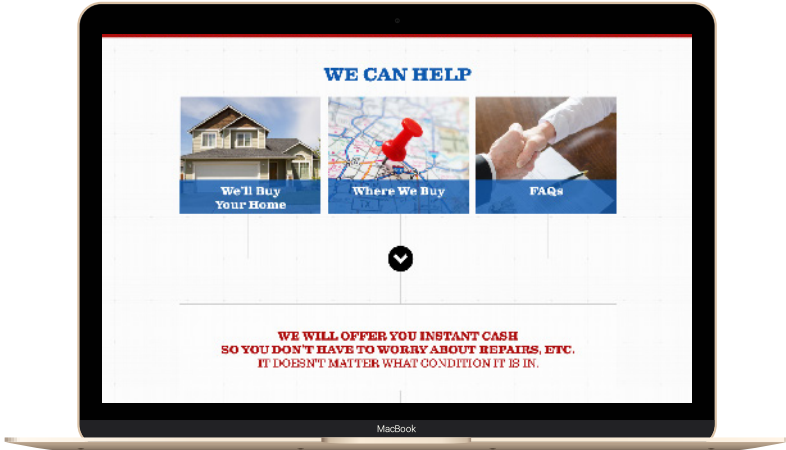 WE CAN HELP
We'll Buy
Your Home
Where We Buy
FAQs
WE WILL OFFER YOU INSTANT CASH
SO YOU DON'T HAVE TO WORRY ABOUT REPAIRS, ETC.
IT DOESN'T MATTER WHAT CONDITION IT IS IN.
MacBook